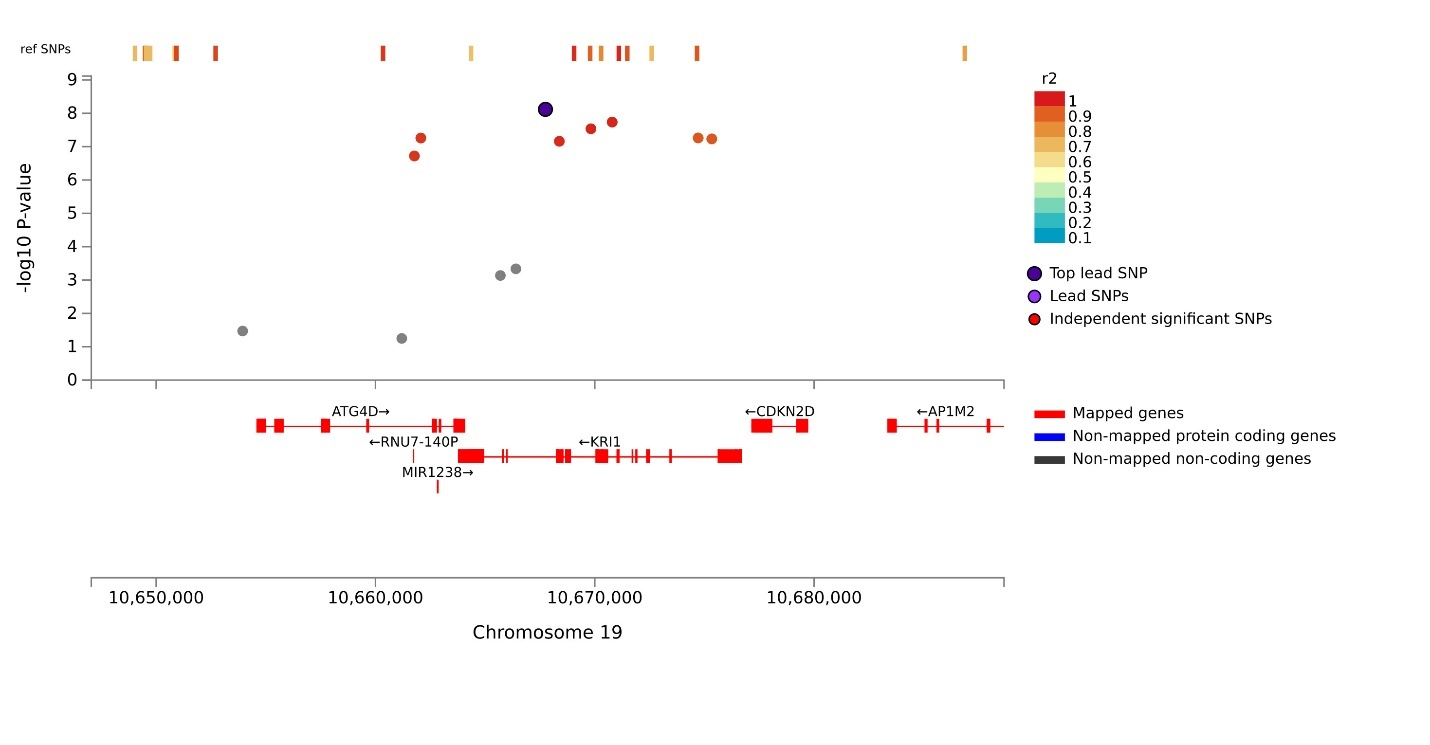 ref SNPs
9
8
7
6
5
4
3
2
1
0
-log10 P-value
r2
1
0.9
0.8
0.7
0.6
0.5
0.4
0.3
0.2
0.1
Top lead SNP
Lead SNPs
Independent significant SNPs
ATG4D→
←CDKN2D
←AP1M2
←RNU7-140P
←KRI1
MIR1238→
Mapped genes
Non-mapped protein coding genes
Non-mapped non-coding genes
10,650,000
10,660,000
10,670,000
10,680,000
Chromosome 19